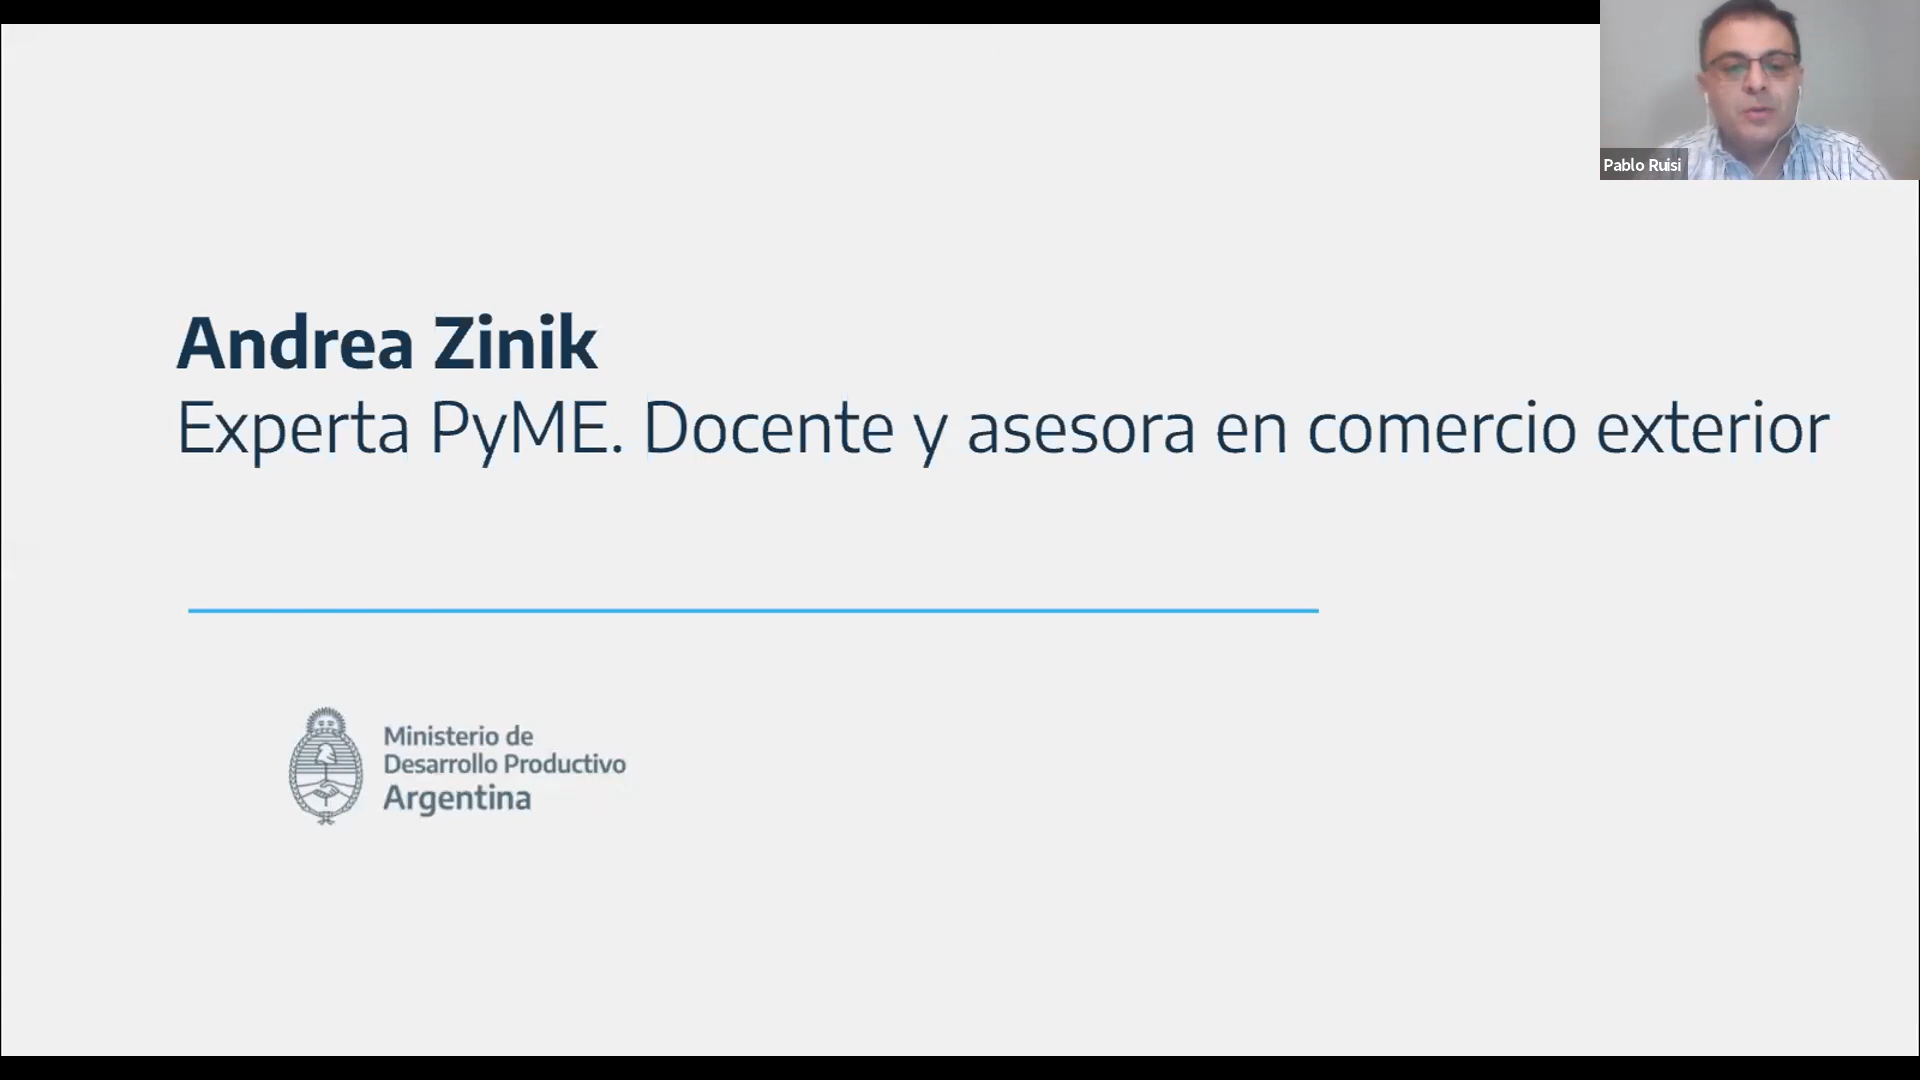 Pablo Ruisi
Andrea Zinik
Experta PyME. Docente y asesora en comercio exterior
Ministerio de
Desarrollo Productivo
Argentina